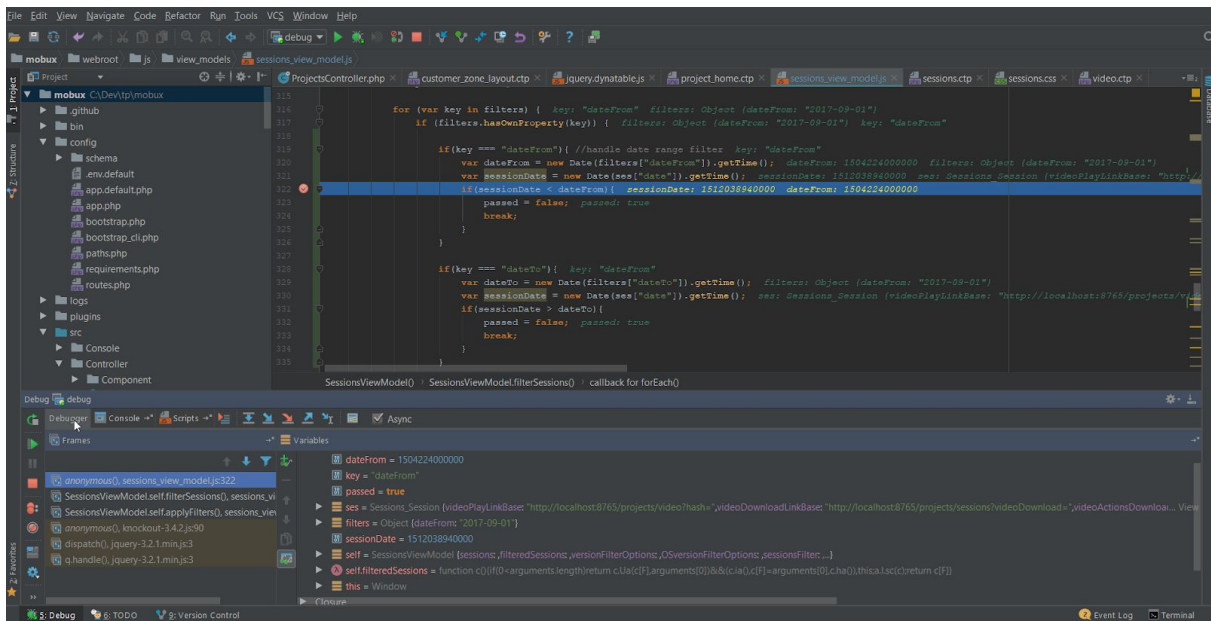 File Edit View Navigate Code Refactor Run Tools VCS Window Help
debug
mobux webroot js view_models sessions_view_model.js
Project
ProjectsController.php customer_zone_layout.ctp jquery.dynatable.js project_home.ctp sessions_view_model.js sessions.ctp sessions.css video.ctp
1: Project
Z: Structure
2: Favorites
Database
mobux C:\Dev\tp\mobux
.github
bin
config
schema
.env.default
app.default.php
app.php
bootstrap.php
bootstrap_cli.php
paths.php
requirements.php
routes.php
logs
plugins
src
Console
Controller
Component
315
316 for (var key in filters) { key: "dateFrom" filters: Object {dateFrom: "2017-09-01"}
317 if (filters.hasOwnProperty(key)) { filters: Object {dateFrom: "2017-09-01"} key: "dateFrom"
318
319 if(key === "dateFrom"){ //handle date range filter key: "dateFrom"
320 var dateFrom = new Date(filters["dateFrom"]).getTime(); dateFrom: 1504224000000 filters: Object {dateFrom: "2017-09-01"}
321 var sessionDate = new Date(ses["date"]).getTime(); sessionDate: 1512038940000 ses: Sessions_Session {videoPlayLinkBase: "http://
322 if(sessionDate < dateFrom){ sessionDate: 1512038940000 dateFrom: 1504224000000
323 passed = false; passed: true
324 break;
325 }
326 }
327
328 if(key === "dateTo"){ key: "dateFrom"
329 var dateTo = new Date(filters["dateTo"]).getTime(); filters: Object {dateFrom: "2017-09-01"}
330 var sessionDate = new Date(ses["date"]).getTime(); ses: Sessions_Session {videoPlayLinkBase: "http://localhost:8765/projects/vi
331 if(sessionDate > dateTo){
332 passed = false; passed: true
333 break;
334 }
335 }
SessionsViewModel() SessionsViewModel.filterSessions() callback for forEach()
Debug debug
Debugger Console Scripts Async
Frames
anonymous(), sessions_view_model.js:322
SessionsViewModel.self.filterSessions(), sessions_vi
SessionsViewModel.self.applyFilters(), sessions_view
anonymous(), knockout-3.4.2.js:90
dispatch(), jquery-3.2.1.min.js:3
q.handle(), jquery-3.2.1.min.js:3
Variables
dateFrom = 1504224000000
key = "dateFrom"
passed = true
ses = Sessions_Session {videoPlayLinkBase: "http://localhost:8765/projects/video?hash=",videoDownloadLinkBase: "http://localhost:8765/projects/sessions?videoDownload=",videoActionsDownloa... View
filters = Object {dateFrom: "2017-09-01"}
sessionDate = 1512038940000
self = SessionsViewModel {sessions: ,filteredSessions: ,versionFilterOptions: ,OSversionFilterOptions: ,sessionsFilter: ...}
self.filteredSessions = function c(){if(0<arguments.length)return c.Ua(c[F],arguments[0])&&(c.ia(),c[F]=arguments[0],c.ha()),this;a.l.sc(c);return c[F]}
this = Window
Closure
5: Debug 6: TODO 9: Version Control Event Log Terminal